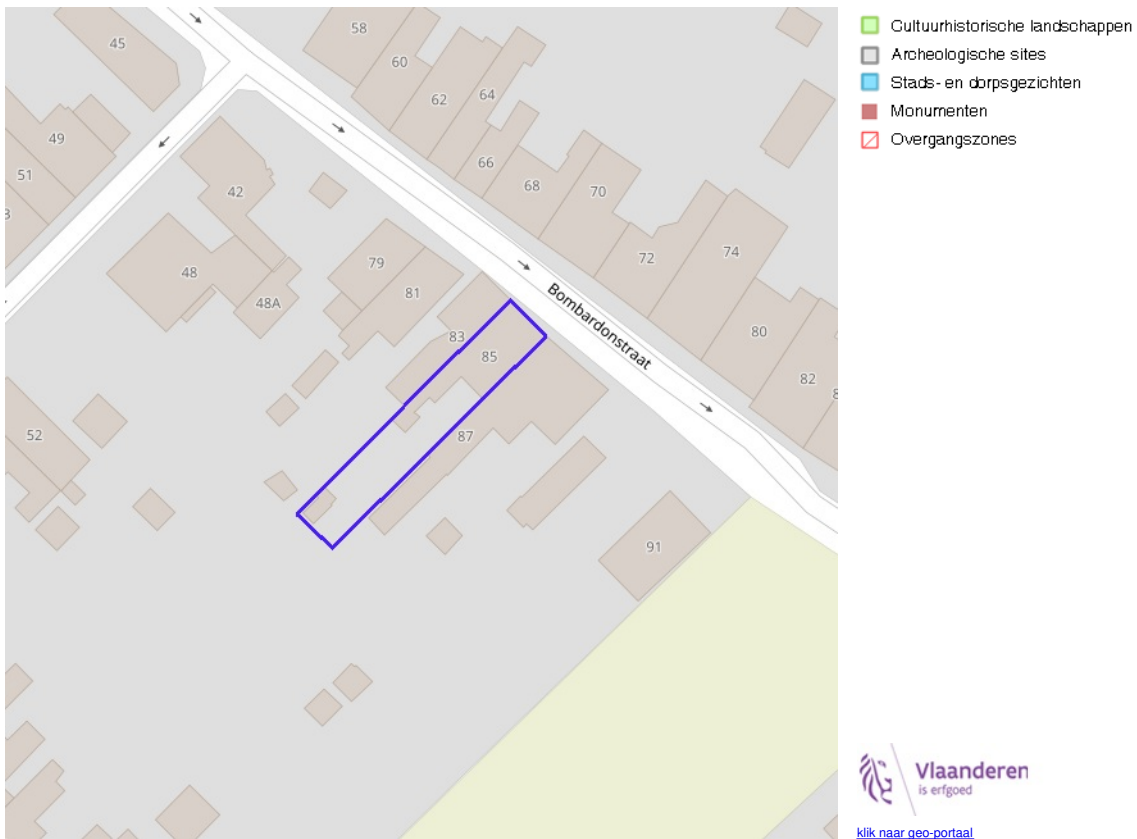 45
58
60
62
64
49
66
51
68
70
3
42
72
74
79
48
81
48A
Bombardonstraat
83
80
85
82
8
52
87
91
Cultuurhistorische landschappen
Archeologische sites
Stads- en dorpsgezichten
Monumenten
Overgangszones
Vlaanderen
is erfgoed
klik naar geo-portaal